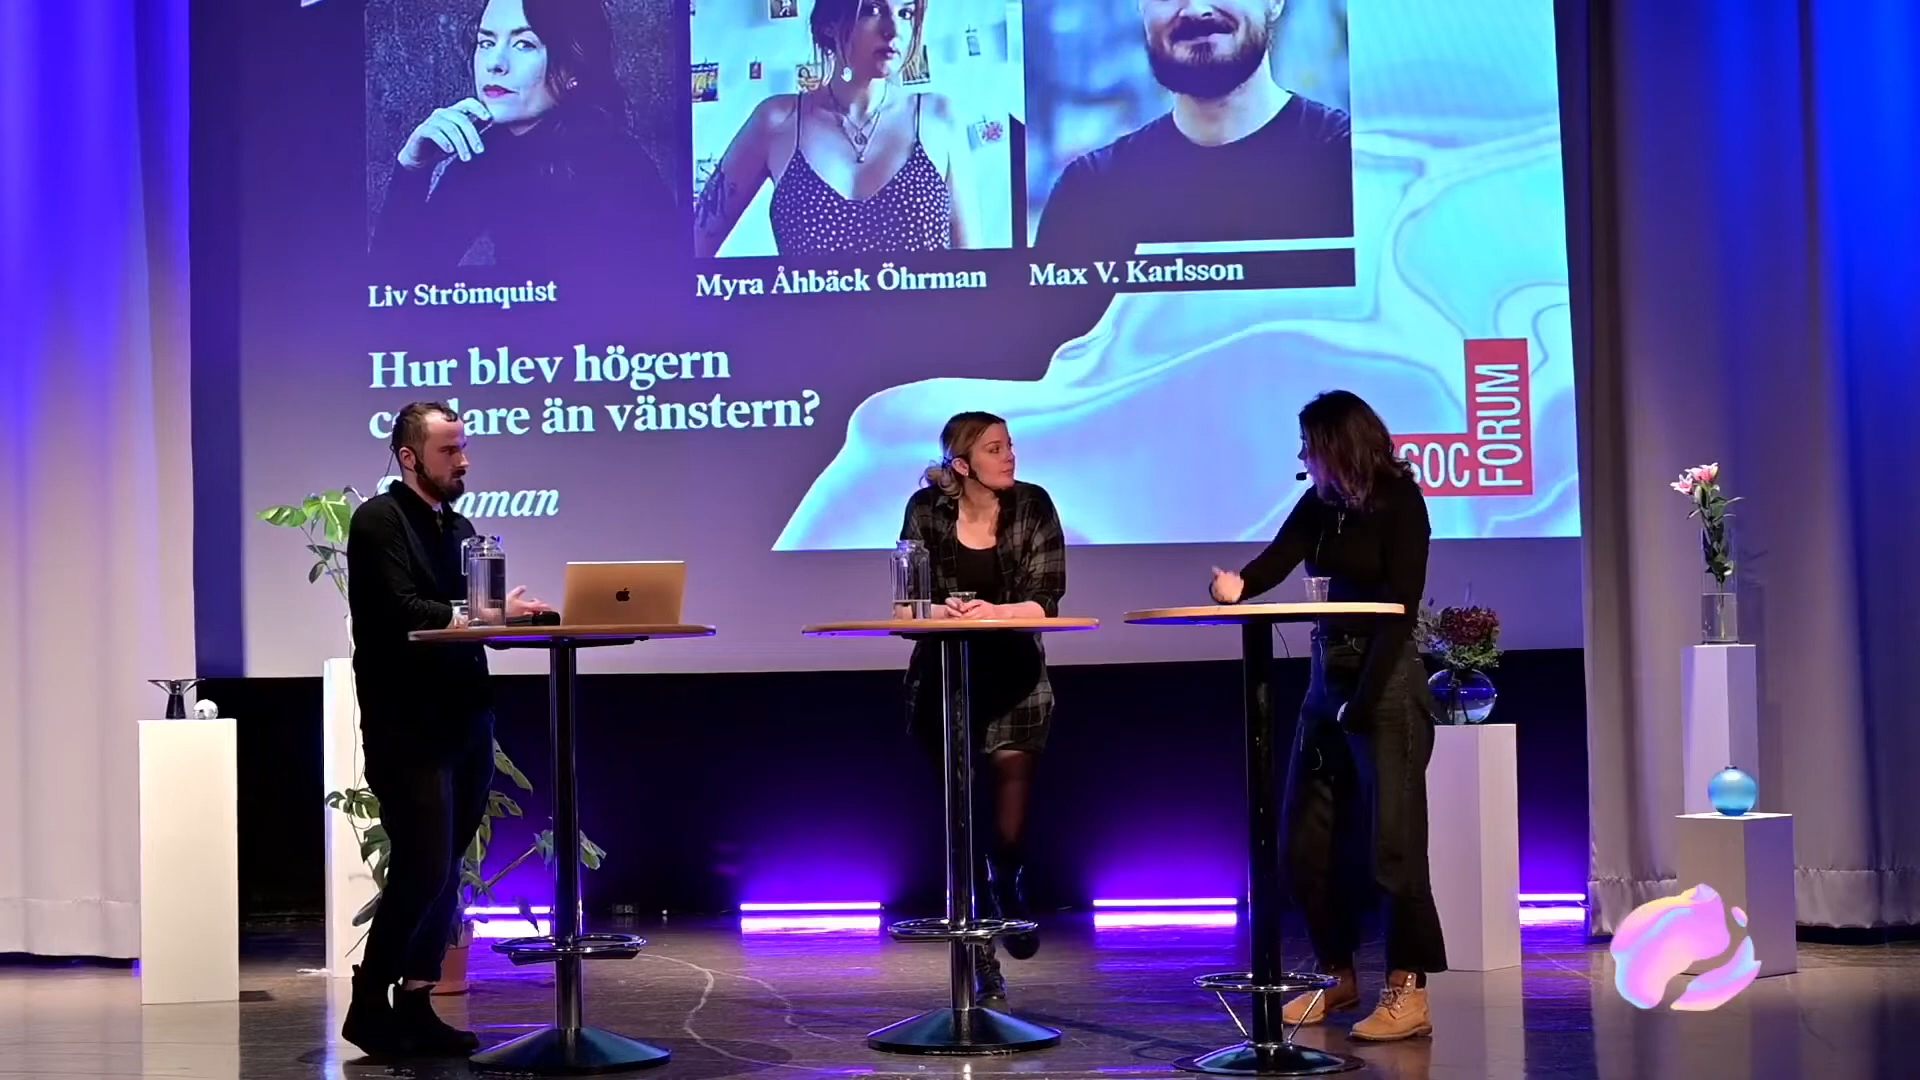 Liv Strömquist
Myra Åhbäck Öhrman
Max V. Karlsson
Hur blev högern
än vänstern?
SOC
FORUM